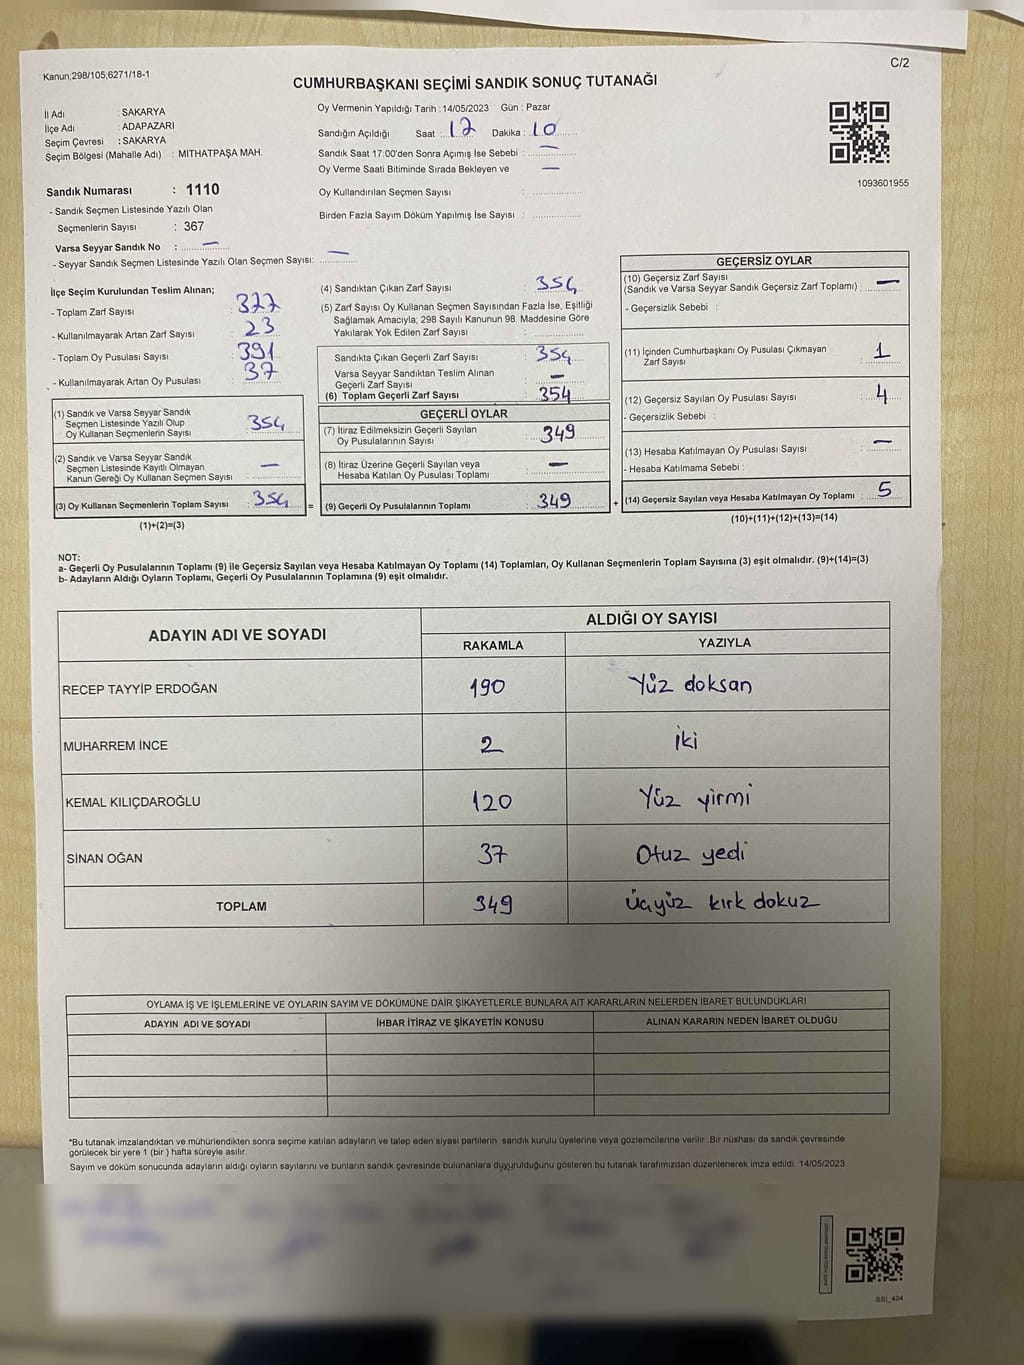 Kanun;298/105;6271/18-1
C/2
CUMHURBAŞKANI SEÇİMİ SANDIK SONUÇ TUTANAĞI
İl Adı : SAKARYA
İlçe Adı : ADAPAZARI
Seçim Çevresi : SAKARYA
Seçim Bölgesi (Mahalle Adı) : MİTHATPAŞA MAH.
Sandık Numarası : 1110
- Sandık Seçmen Listesinde Yazılı Olan
Seçmenlerin Sayısı : 367
Varsa Seyyar Sandık No : —
- Seyyar Sandık Seçmen Listesinde Yazılı Olan Seçmen Sayısı: —
Oy Vermenin Yapıldığı Tarih : 14/05/2023 Gün : Pazar
Sandığın Açıldığı Saat : 17 Dakika : 10
Sandık Saat 17:00'den Sonra Açımış İse Sebebi : —
Oy Verme Saati Bitiminde Sırada Bekleyen ve —
Oy Kullandırılan Seçmen Sayısı :
Birden Fazla Sayım Döküm Yapılmış İse Sayısı :
1093601955
İlçe Seçim Kurulundan Teslim Alınan;
- Toplam Zarf Sayısı : 377
- Kullanılmayarak Artan Zarf Sayısı : 23
- Toplam Oy Pusulası Sayısı : 391
- Kullanılmayarak Artan Oy Pusulası : 37
(1) Sandık ve Varsa Seyyar Sandık
Seçmen Listesinde Yazılı Olup
Oy Kullanan Seçmenlerin Sayısı : 354
(2) Sandık ve Varsa Seyyar Sandık
Seçmen Listesinde Kayıtlı Olmayan
Kanun Gereği Oy Kullanan Seçmen Sayısı : —
(3) Oy Kullanan Seçmenlerin Toplam Sayısı : 354 =
(1)+(2)=(3)
(4) Sandıktan Çıkan Zarf Sayısı : 354
(5) Zarf Sayısı Oy Kullanan Seçmen Sayısından Fazla İse, Eşitliği
Sağlamak Amacıyla; 298 Sayılı Kanunun 98. Maddesine Göre
Yakılarak Yok Edilen Zarf Sayısı :
Sandıkta Çıkan Geçerli Zarf Sayısı : 354
Varsa Seyyar Sandıktan Teslim Alınan
Geçerli Zarf Sayısı : —
(6) Toplam Geçerli Zarf Sayısı : 354
GEÇERLİ OYLAR
(7) İtiraz Edilmeksizin Geçerli Sayılan
Oy Pusulalarının Sayısı : 349
(8) İtiraz Üzerine Geçerli Sayılan veya
Hesaba Katılan Oy Pusulası Toplamı : —
(9) Geçerli Oy Pusulalarının Toplamı : 349 +
GEÇERSİZ OYLAR
(10) Geçersiz Zarf Sayısı
(Sandık ve Varsa Seyyar Sandık Geçersiz Zarf Toplamı) : —
- Geçersizlik Sebebi :
(11) İçinden Cumhurbaşkanı Oy Pusulası Çıkmayan
Zarf Sayısı : 1
(12) Geçersiz Sayılan Oy Pusulası Sayısı : 4
- Geçersizlik Sebebi :
(13) Hesaba Katılmayan Oy Pusulası Sayısı : —
- Hesaba Katılmama Sebebi :
(14) Geçersiz Sayılan veya Hesaba Katılmayan Oy Toplamı : 5
(10)+(11)+(12)+(13)=(14)
NOT:
a- Geçerli Oy Pusulalarının Toplamı (9) ile Geçersiz Sayılan veya Hesaba Katılmayan Oy Toplamı (14) Toplamları, Oy Kullanan Seçmenlerin Toplam Sayısına (3) eşit olmalıdır. (9)+(14)=(3)
b- Adayların Aldığı Oyların Toplamı, Geçerli Oy Pusulalarının Toplamına (9) eşit olmalıdır.
ADAYIN ADI VE SOYADI
ALDIĞI OY SAYISI
RAKAMLA YAZIYLA
RECEP TAYYİP ERDOĞAN 190 Yüz doksan
MUHARREM İNCE 2 iki
KEMAL KILIÇDAROĞLU 120 Yüz yirmi
SİNAN OĞAN 37 Otuz yedi
TOPLAM 349 üçyüz kırk dokuz
OYLAMA İŞ VE İŞLEMLERİNE VE OYLARIN SAYIM VE DÖKÜMÜNE DAİR ŞİKAYETLERLE BUNLARA AİT KARARLARIN NELERDEN İBARET BULUNDUKLARI
ADAYIN ADI VE SOYADI İHBAR İTİRAZ VE ŞİKAYETİN KONUSU ALINAN KARARIN NEDEN İBARET OLDUĞU
*Bu tutanak imzalandıktan ve mühürlendikten sonra seçime katılan adayların ve talep eden siyasi partilerin sandık kurulu üyelerine veya gözlemcilerine verilir .Bir nüshası da sandık çevresinde
görülecek bir yere 1 (bir ) hafta süreyle asılır.
Sayım ve döküm sonucunda adayların aldığı oyların sayılarını ve bunların sandık çevresinde bulunanlara duyurulduğunu gösteren bu tutanak tarafımızdan düzenlenerek imza edildi. 14/05/2023
SSI_404